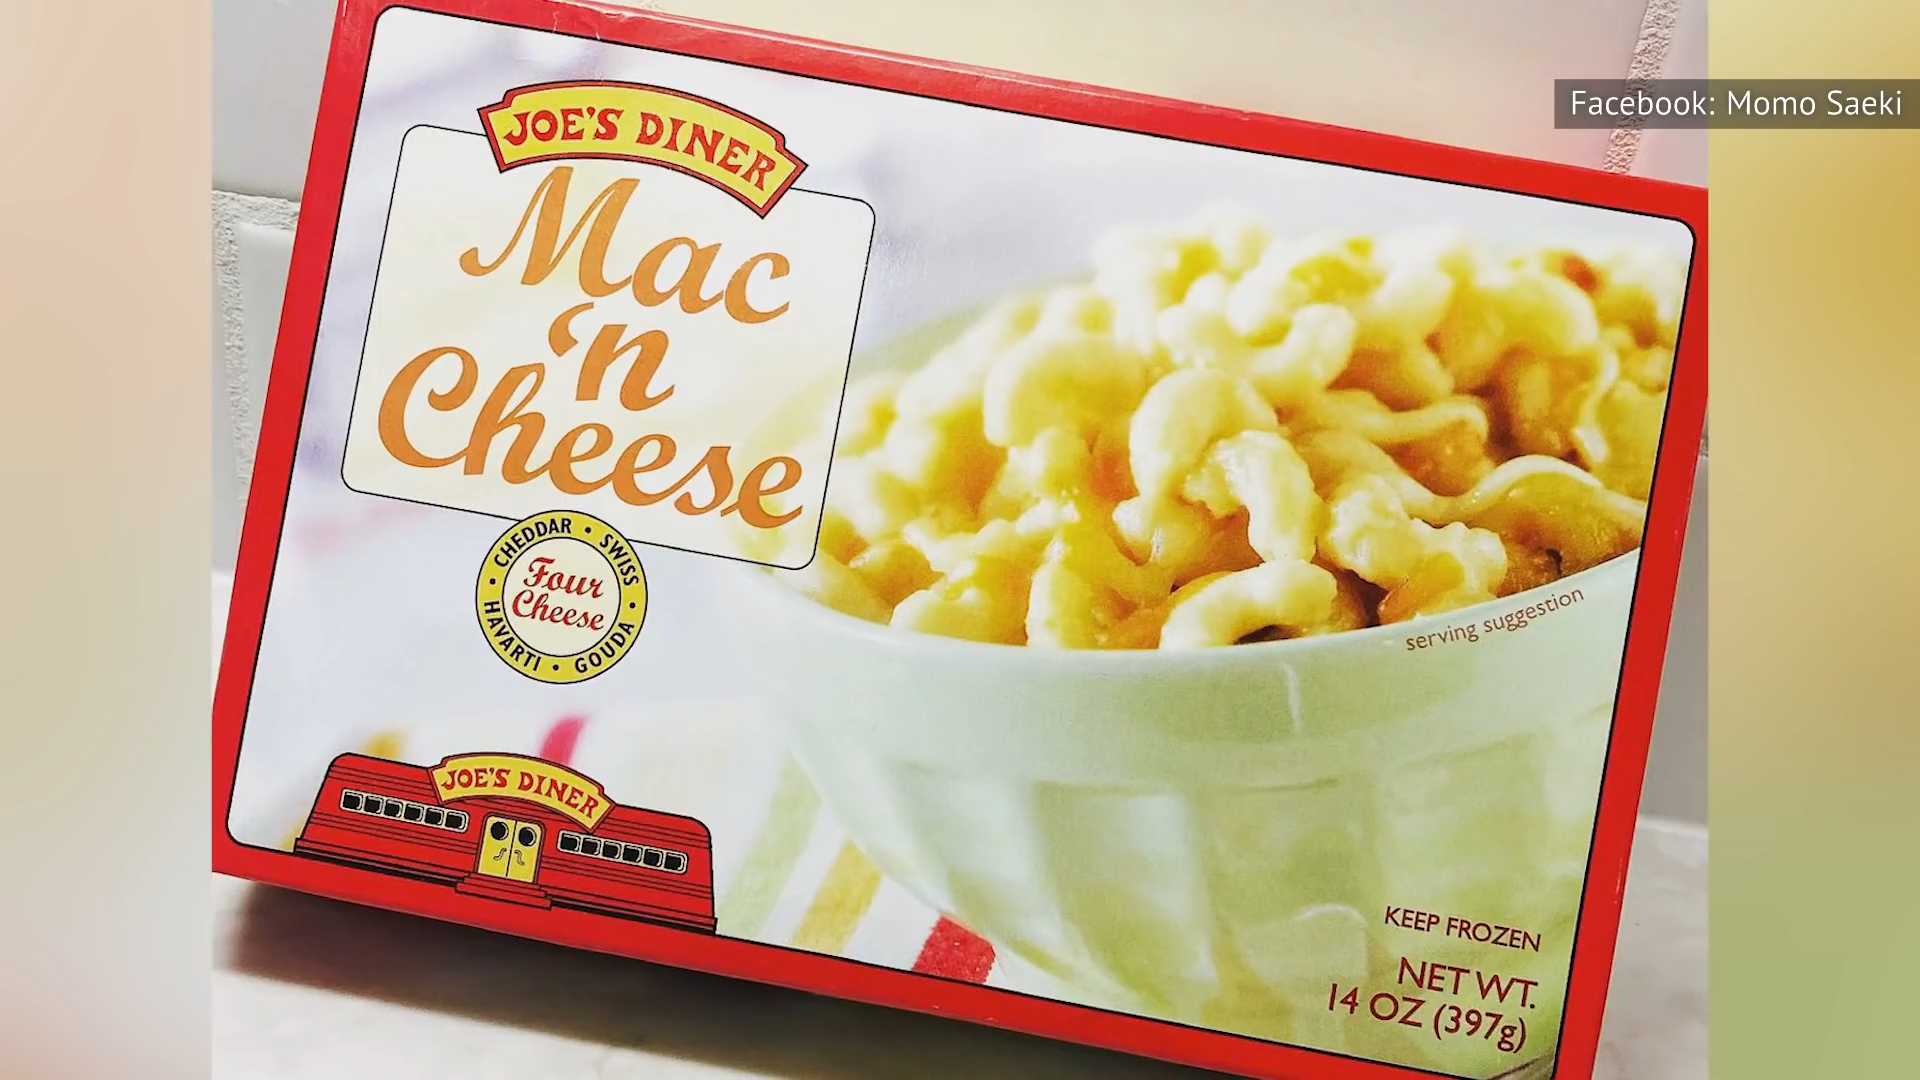 Facebook: Momo Saeki
JOE'S DINER
Mac
'n
Cheese
CHEDDAR • SWISS • GOUDA • HAVARTI •
Four
Cheese
serving suggestion
JOE'S DINER
KEEP FROZEN
NET WT.
14 OZ (397g)